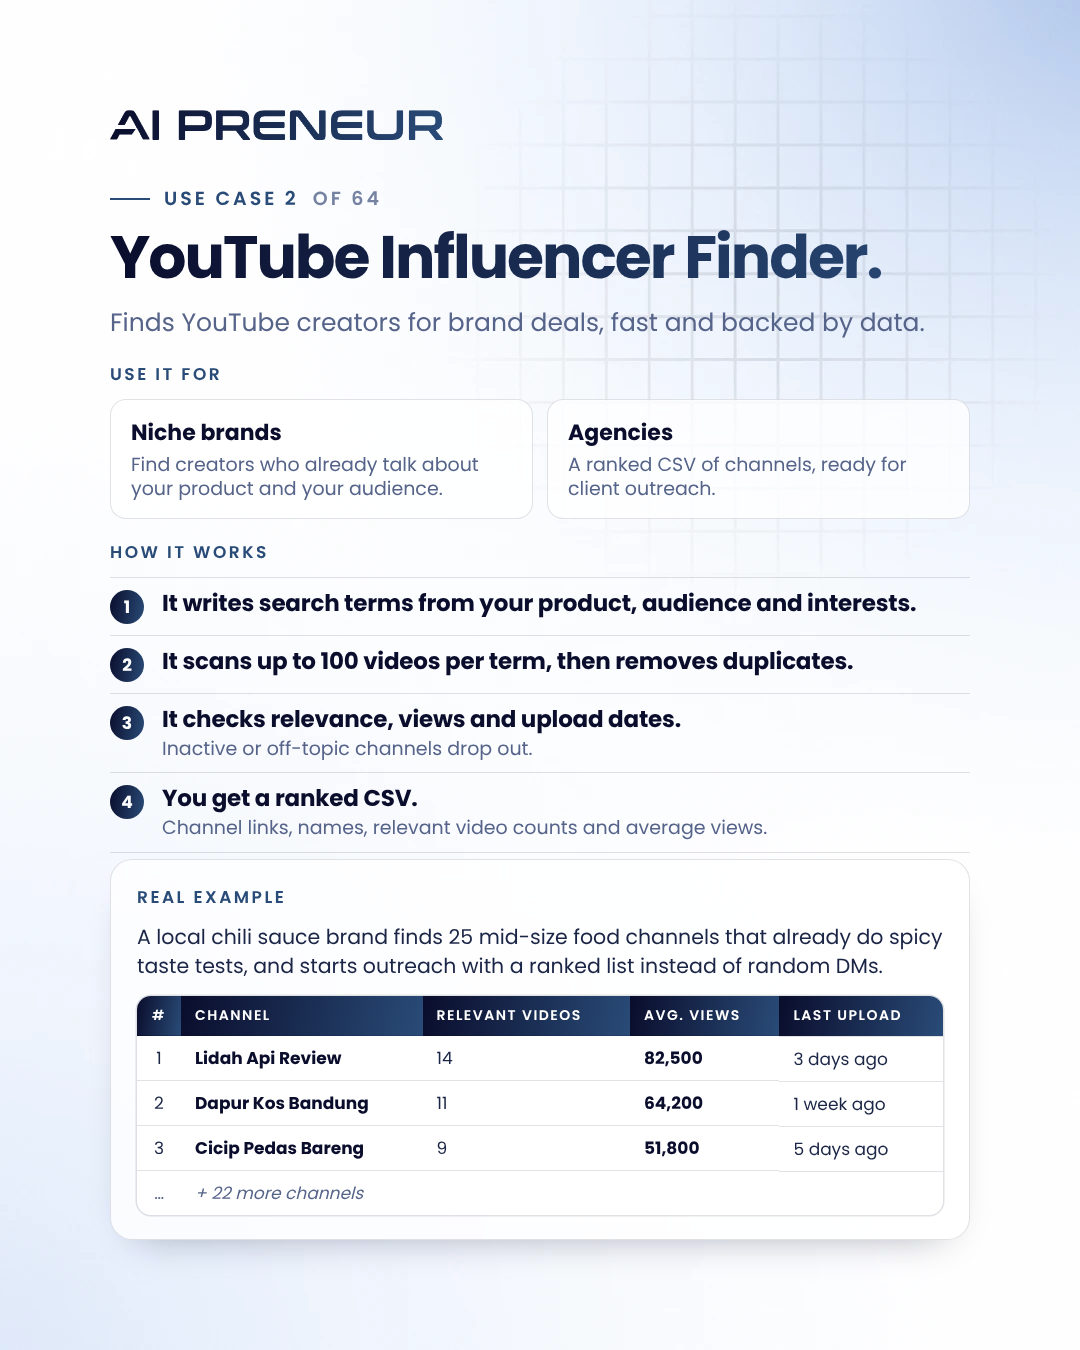 AI PRENEUR
USE CASE 2 OF 64
YouTube Influencer Finder.
Finds YouTube creators for brand deals, fast and backed by data.
USE IT FOR
Niche brands
Find creators who already talk about
your product and your audience.
Agencies
A ranked CSV of channels, ready for
client outreach.
HOW IT WORKS
1 It writes search terms from your product, audience and interests.
2 It scans up to 100 videos per term, then removes duplicates.
3 It checks relevance, views and upload dates.
Inactive or off-topic channels drop out.
4 You get a ranked CSV.
Channel links, names, relevant video counts and average views.
REAL EXAMPLE
A local chili sauce brand finds 25 mid-size food channels that already do spicy
taste tests, and starts outreach with a ranked list instead of random DMs.
# CHANNEL RELEVANT VIDEOS AVG. VIEWS LAST UPLOAD
1 Lidah Api Review 14 82,500 3 days ago
2 Dapur Kos Bandung 11 64,200 1 week ago
3 Cicip Pedas Bareng 9 51,800 5 days ago
... + 22 more channels